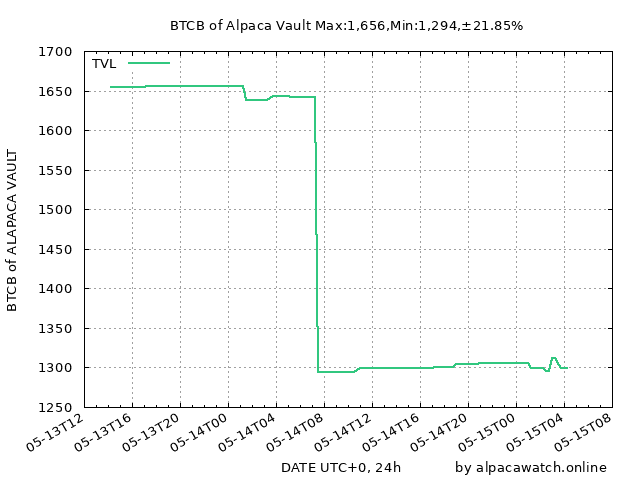 BTCB of Alpaca Vault Max:1,656,Min:1,294,±21.85%
TVL
BTCB of ALAPACA VAULT
1700
1650
1600
1550
1500
1450
1400
1350
1300
1250
05-13T12
05-13T16
05-13T20
05-14T00
05-14T04
05-14T08
05-14T12
05-14T16
05-14T20
05-15T00
05-15T04
05-15T08
DATE UTC+0, 24h
by alpacawatch.online